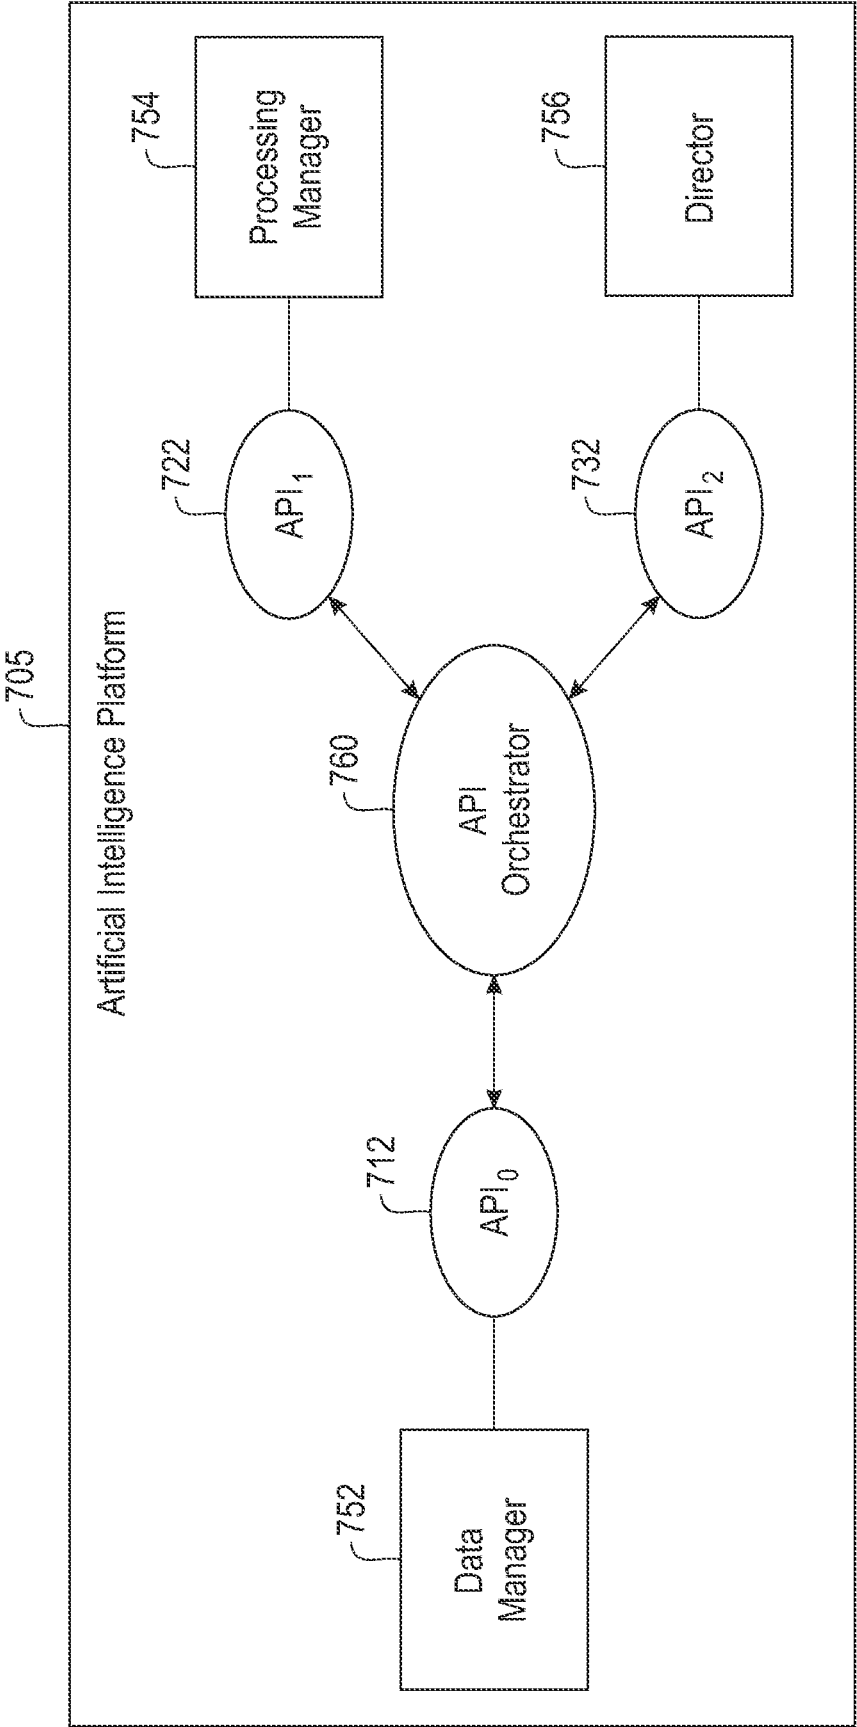 705
Artificial Intelligence Platform
754
Processing
Manager
722
API1
760
API
Orchestrator
712
API0
752
Data
Manager
732
API2
756
Director